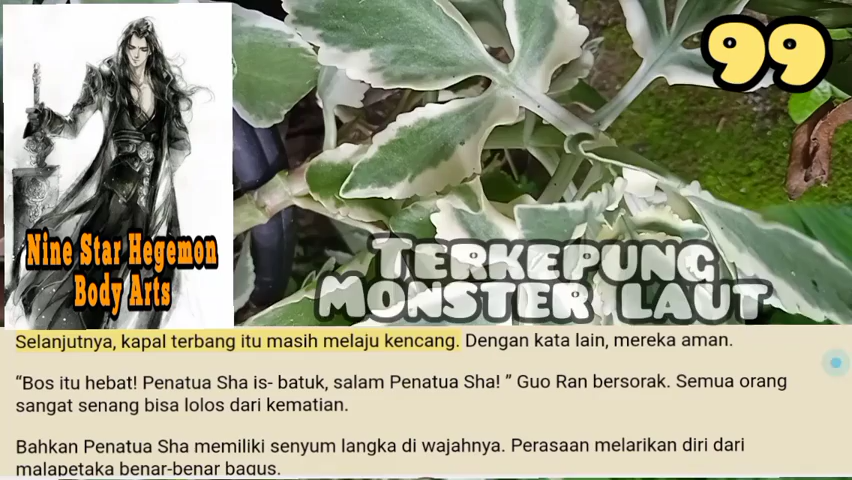 99
Nine Star Hegemon
Body Arts
Terkepung
Monster Laut
Selanjutnya, kapal terbang itu masih melaju kencang. Dengan kata lain, mereka aman.
“Bos itu hebat! Penatua Sha is- batuk, salam Penatua Sha! ” Guo Ran bersorak. Semua orang
sangat senang bisa lolos dari kematian.
Bahkan Penatua Sha memiliki senyum langka di wajahnya. Perasaan melarikan diri dari
malapetaka benar-benar bagus.